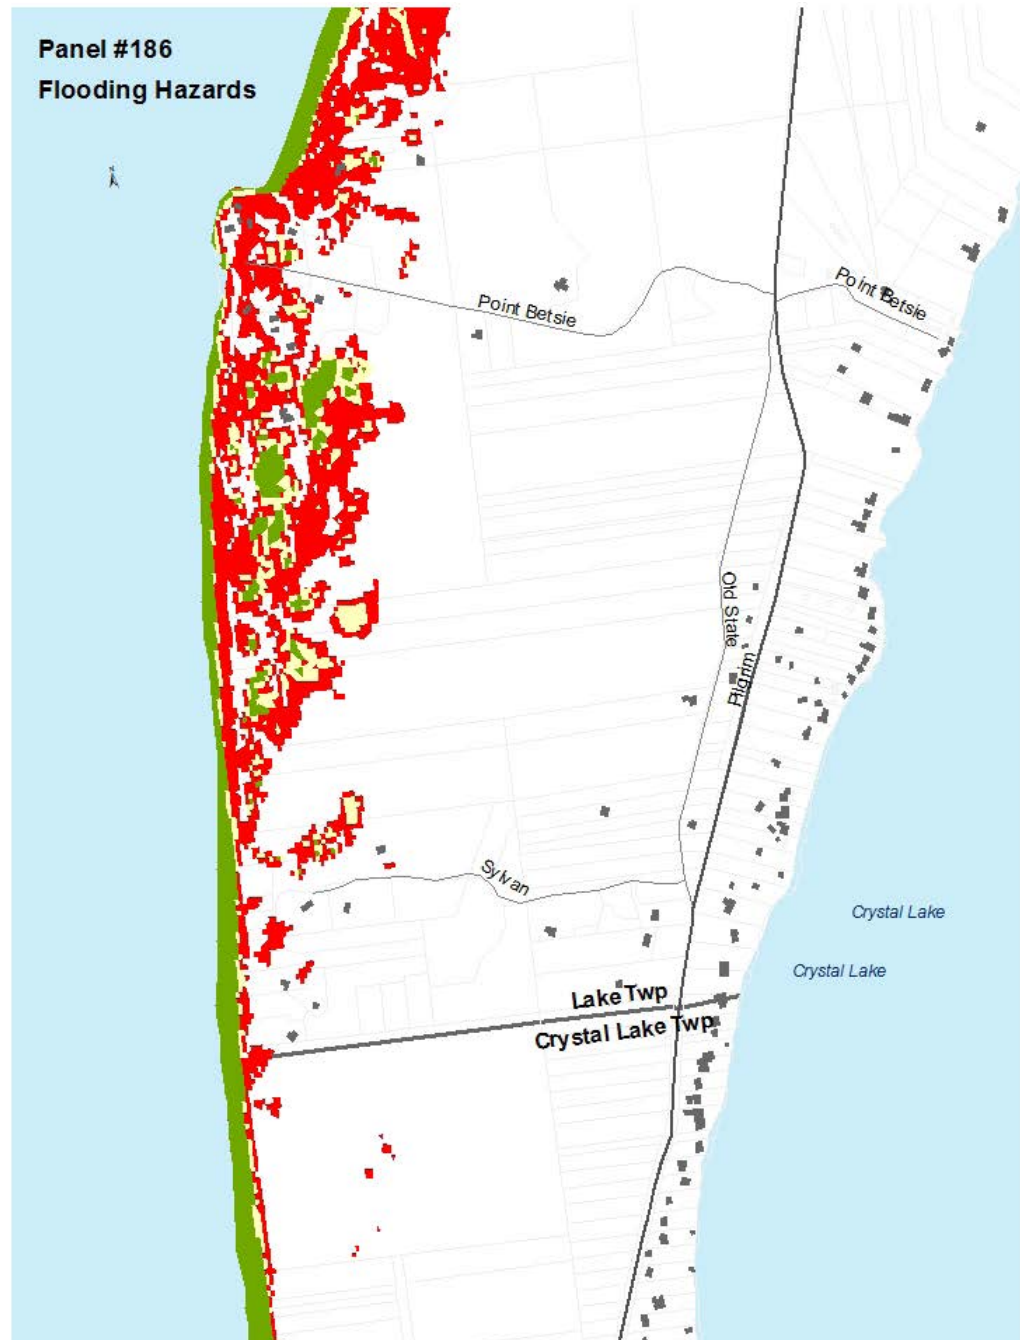 Panel #186
Flooding Hazards
Point Betsie
Point Betsie
Old State
Pilgrim
Sylvan
Crystal Lake
Crystal Lake
Lake Twp
Crystal Lake Twp